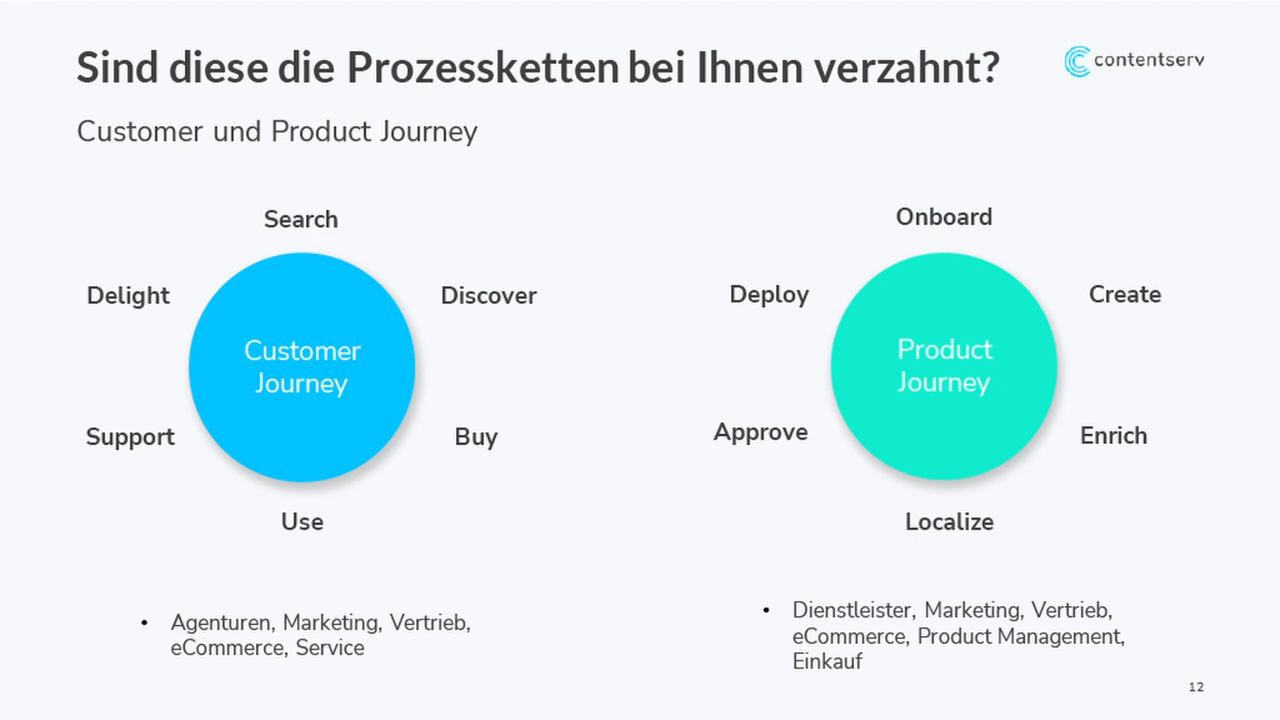 Sind diese die Prozessketten bei Ihnen verzahnt?
contentserv
Customer und Product Journey
Search
Delight
Discover
Customer
Journey
Support
Buy
Use
Onboard
Deploy
Create
Product
Journey
Approve
Enrich
Localize
• Agenturen, Marketing, Vertrieb,
eCommerce, Service
• Dienstleister, Marketing, Vertrieb,
eCommerce, Product Management,
Einkauf
12